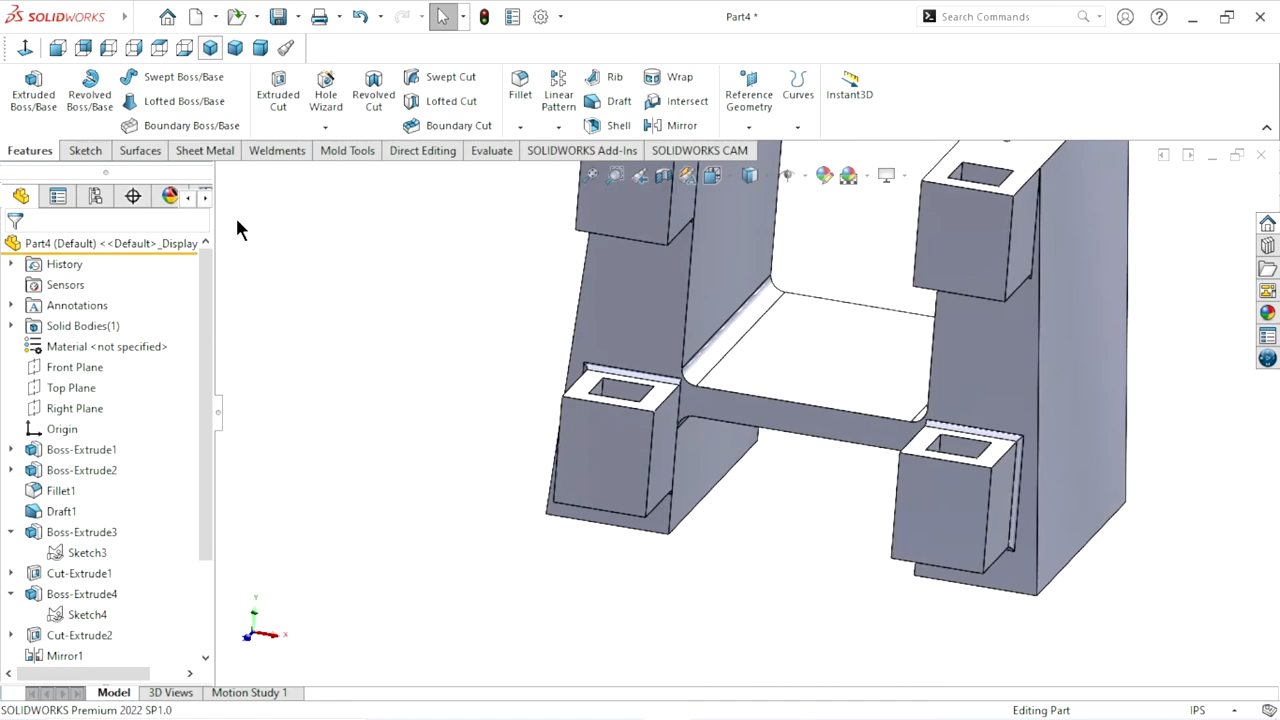 SOLIDWORKS
Part4 *
Search Commands
Extruded Boss/Base
Revolved Boss/Base
Swept Boss/Base
Lofted Boss/Base
Boundary Boss/Base
Extruded Cut
Hole Wizard
Revolved Cut
Swept Cut
Lofted Cut
Boundary Cut
Fillet
Linear Pattern
Rib
Draft
Shell
Wrap
Intersect
Mirror
Reference Geometry
Curves
Instant3D
Features
Sketch
Surfaces
Sheet Metal
Weldments
Mold Tools
Direct Editing
Evaluate
SOLIDWORKS Add-Ins
SOLIDWORKS CAM
Part4 (Default) <<Default>_Display
History
Sensors
Annotations
Solid Bodies(1)
Material <not specified>
Front Plane
Top Plane
Right Plane
Origin
Boss-Extrude1
Boss-Extrude2
Fillet1
Draft1
Boss-Extrude3
Sketch3
Cut-Extrude1
Boss-Extrude4
Sketch4
Cut-Extrude2
Mirror1
Y
X
Model
3D Views
Motion Study 1
SOLIDWORKS Premium 2022 SP1.0
Editing Part
IPS